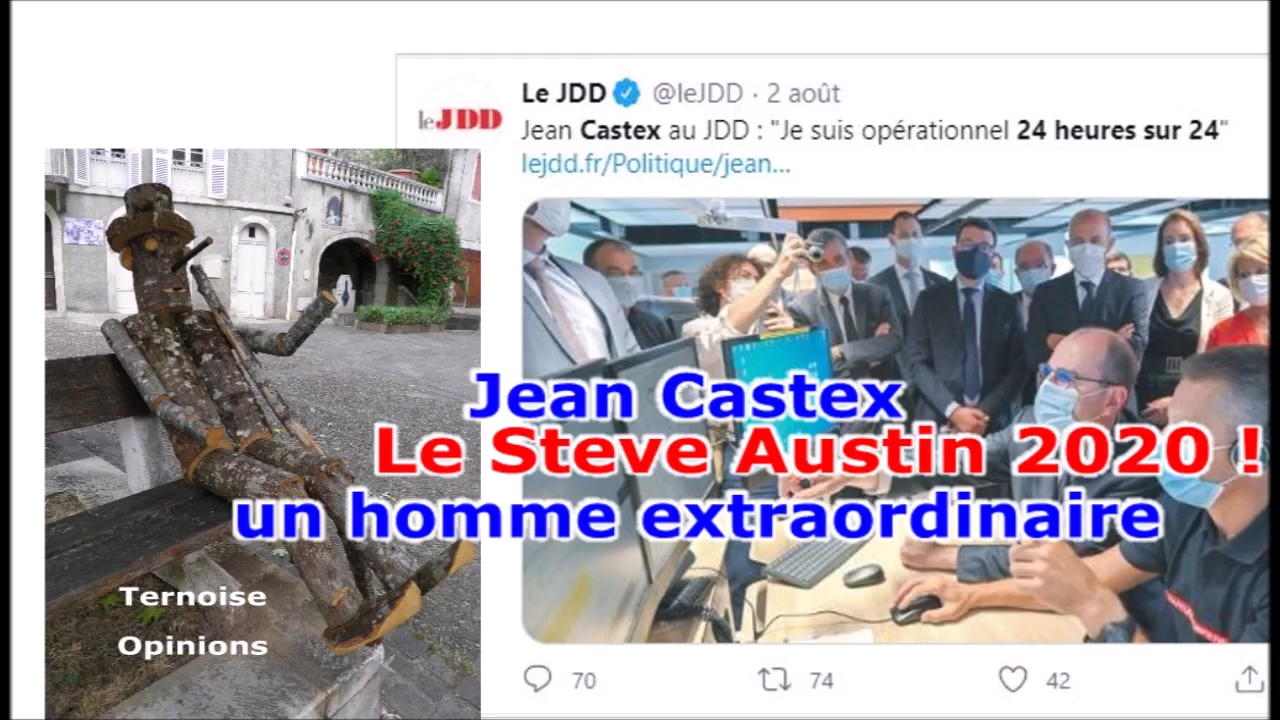 Le JDD @leJDD · 2 août
leJDD
Jean Castex au JDD : "Je suis opérationnel 24 heures sur 24"
lejdd.fr/Politique/jean...
Jean Castex
Le Steve Austin 2020 !
un homme extraordinaire
Ternoise
Opinions
70 74 42